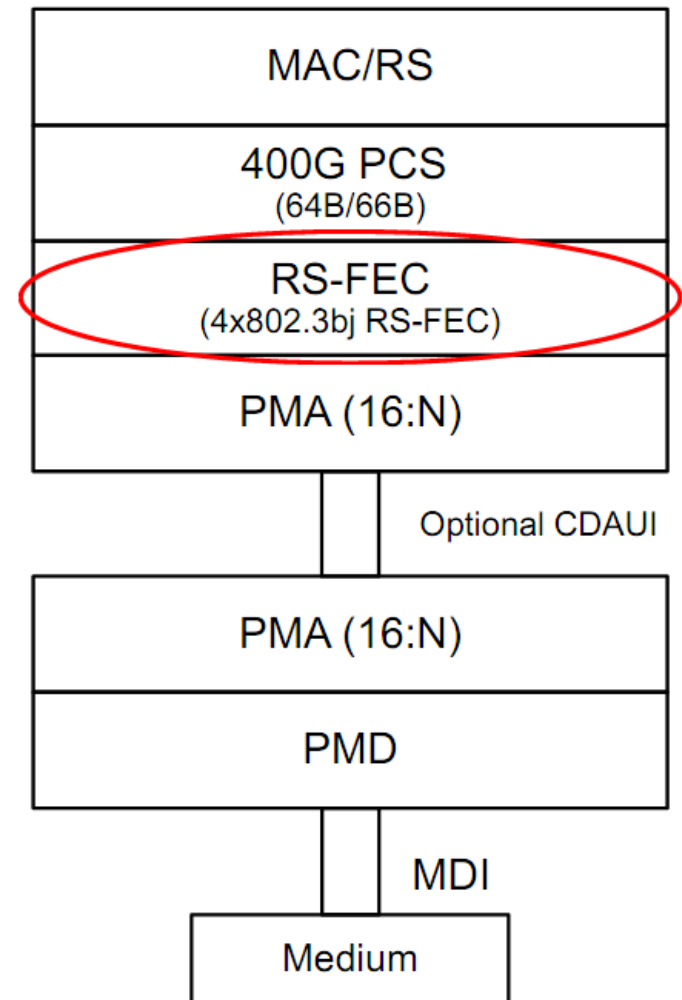 MAC/RS
400G PCS
(64B/66B)
RS-FEC
(4x802.3bj RS-FEC)
PMA (16:N)
Optional CDAUI
PMA (16:N)
PMD
MDI
Medium